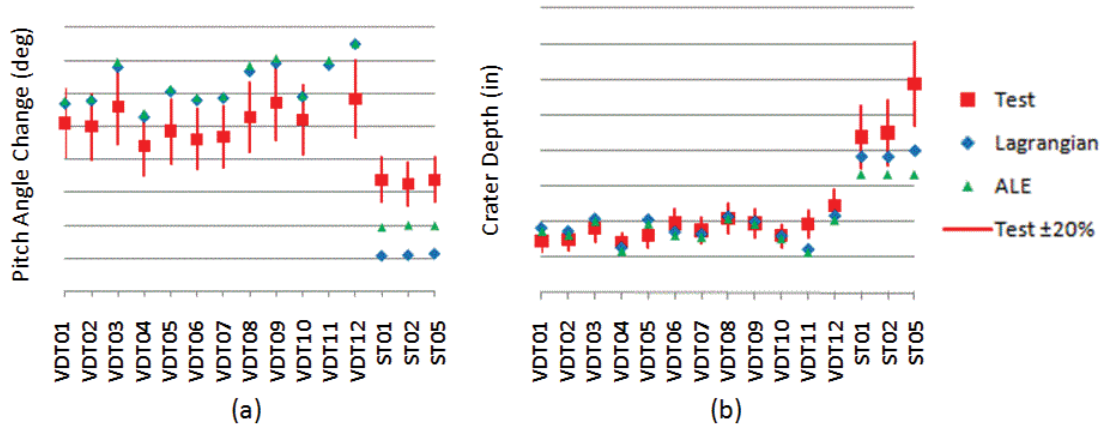 Pitch Angle Change (deg)
VDT01
VDT02
VDT03
VDT04
VDT05
VDT06
VDT07
VDT08
VDT09
VDT10
VDT11
VDT12
ST01
ST02
ST05
(a)
Crater Depth (in)
VDT01
VDT02
VDT03
VDT04
VDT05
VDT06
VDT07
VDT08
VDT09
VDT10
VDT11
VDT12
ST01
ST02
ST05
(b)
Test
Lagrangian
ALE
Test ±20%